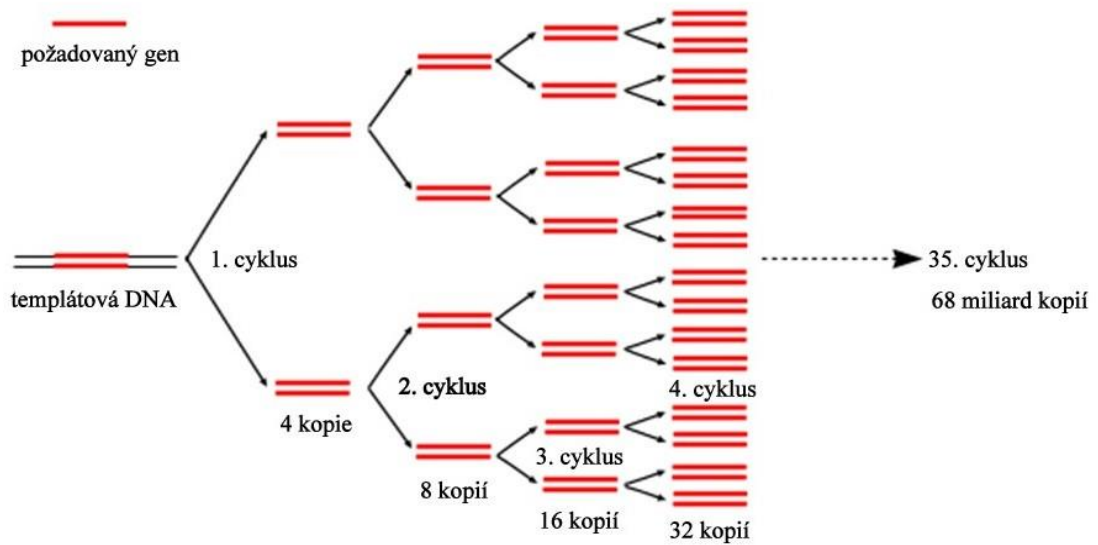 požadovaný gen
templátová DNA
1. cyklus
4 kopie
2. cyklus
8 kopií
3. cyklus
16 kopií
4. cyklus
32 kopií
35. cyklus
68 miliard kopií